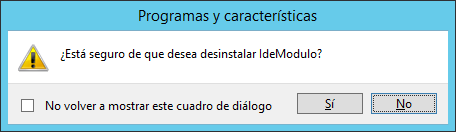 Programas y características
¿Está seguro de que desea desinstalar IdeModulo?
No volver a mostrar este cuadro de diálogo
Sí
No